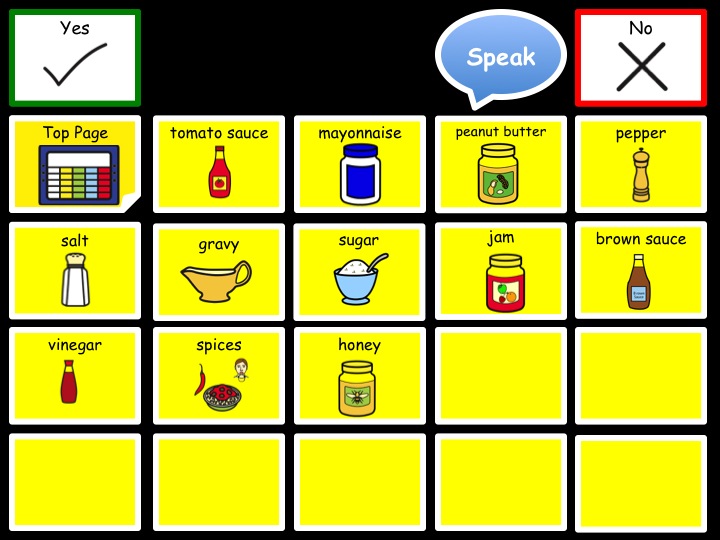 Yes
Speak
No
Top Page
tomato sauce
mayonnaise
peanut butter
pepper
salt
gravy
sugar
jam
brown sauce
vinegar
spices
honey